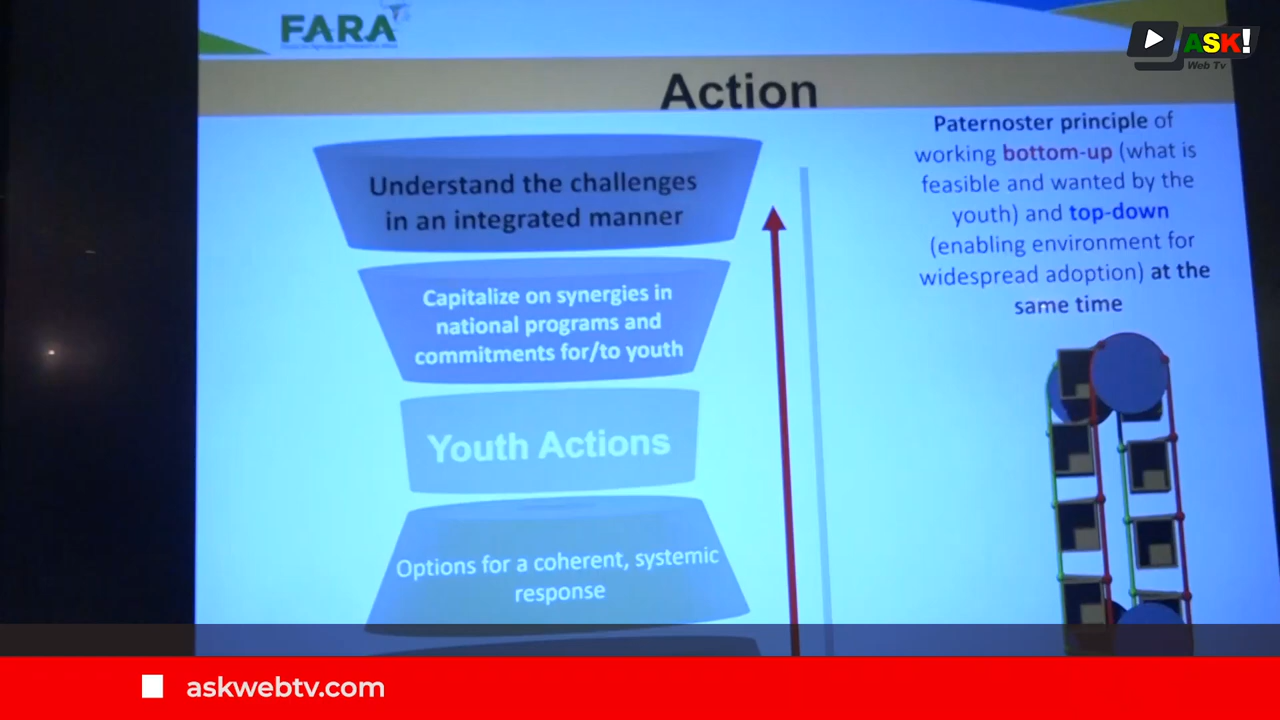 FARA
ASK!
Web Tv
Action
Understand the challenges
in an integrated manner
Capitalize on synergies in
national programs and
commitments for/to youth
Youth Actions
Options for a coherent, systemic
response
Paternoster principle of
working bottom-up (what is
feasible and wanted by the
youth) and top-down
(enabling environment for
widespread adoption) at the
same time
askwebtv.com